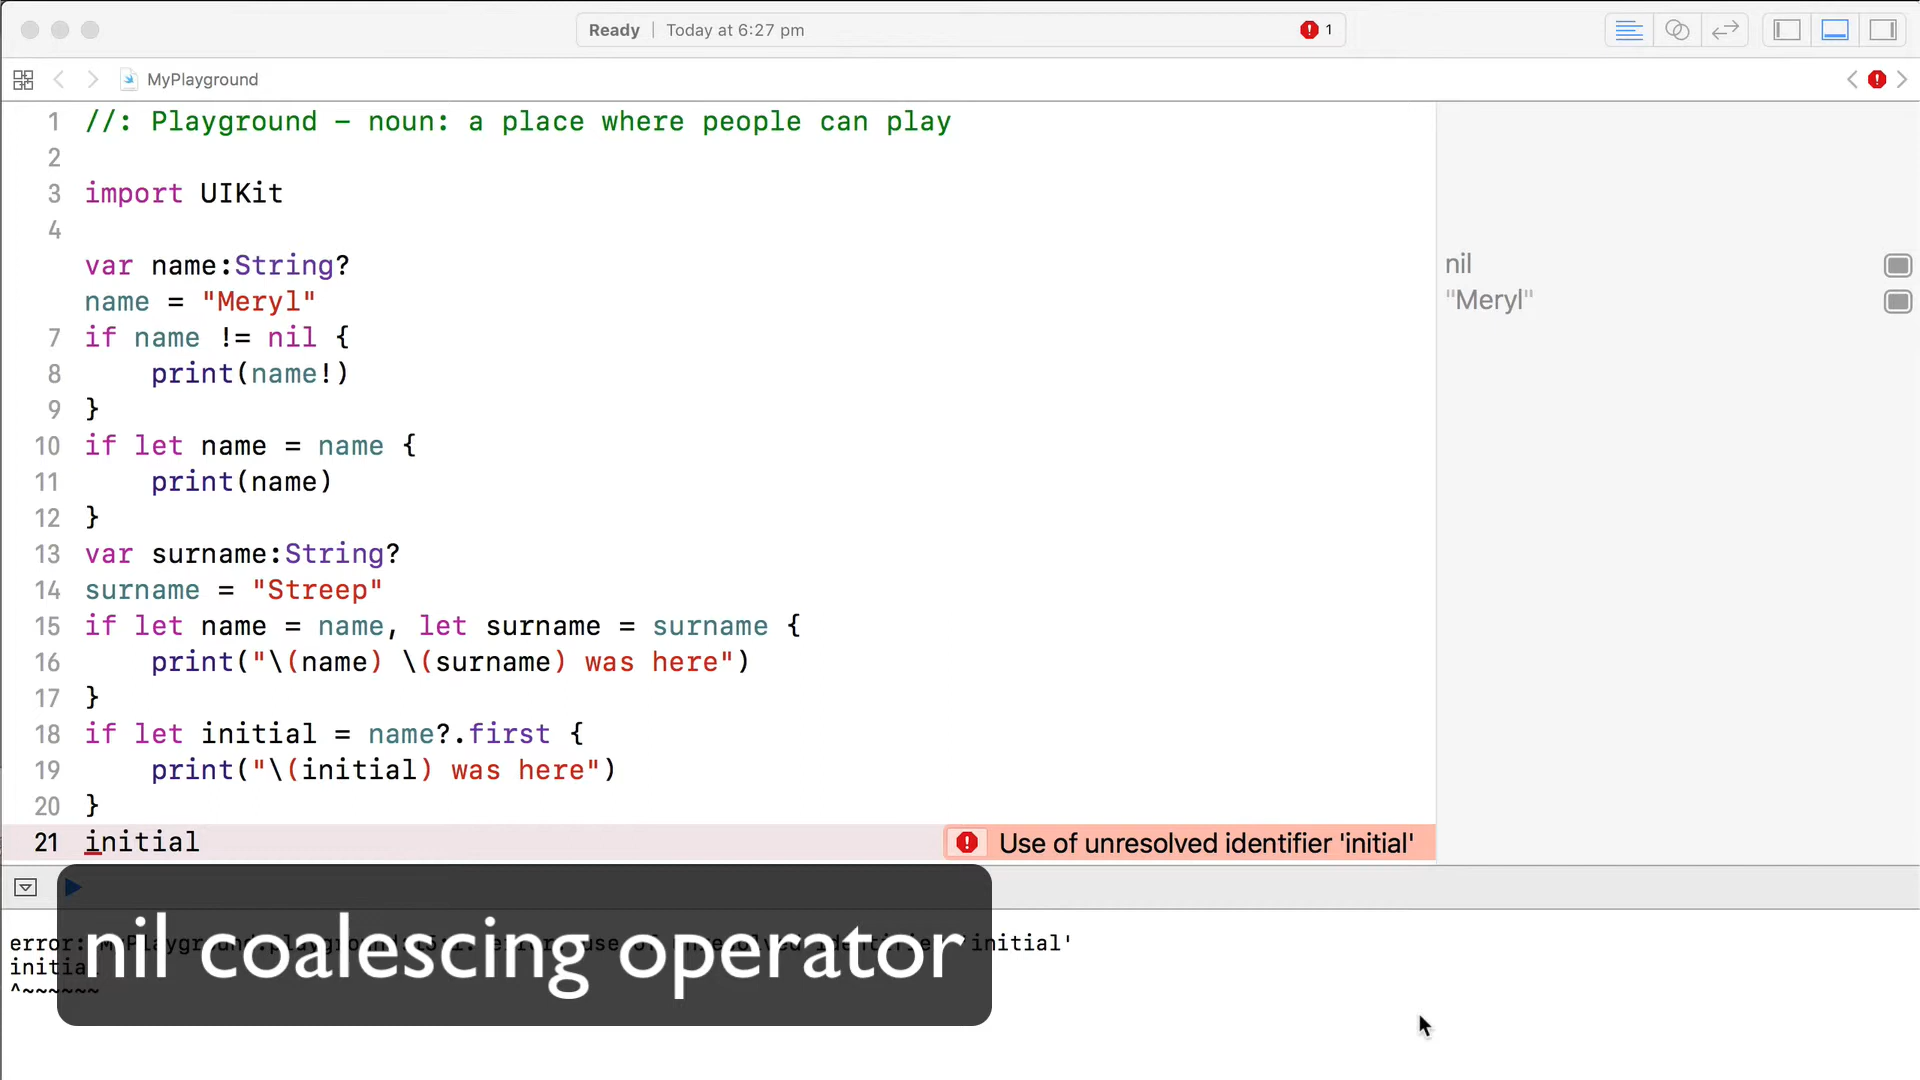 Ready | Today at 6:27 pm 1
MyPlayground
1 //: Playground – noun: a place where people can play
2
3 import UIKit
4
var name:String? nil
name = "Meryl" "Meryl"
7 if name != nil {
8 print(name!)
9 }
10 if let name = name {
11 print(name)
12 }
13 var surname:String?
14 surname = "Streep"
15 if let name = name, let surname = surname {
16 print("\(name) \(surname) was here")
17 }
18 if let initial = name?.first {
19 print("\(initial) was here")
20 }
21 initial Use of unresolved identifier 'initial'
nil coalescing operator
error: initial'
initial
^~~~~~~